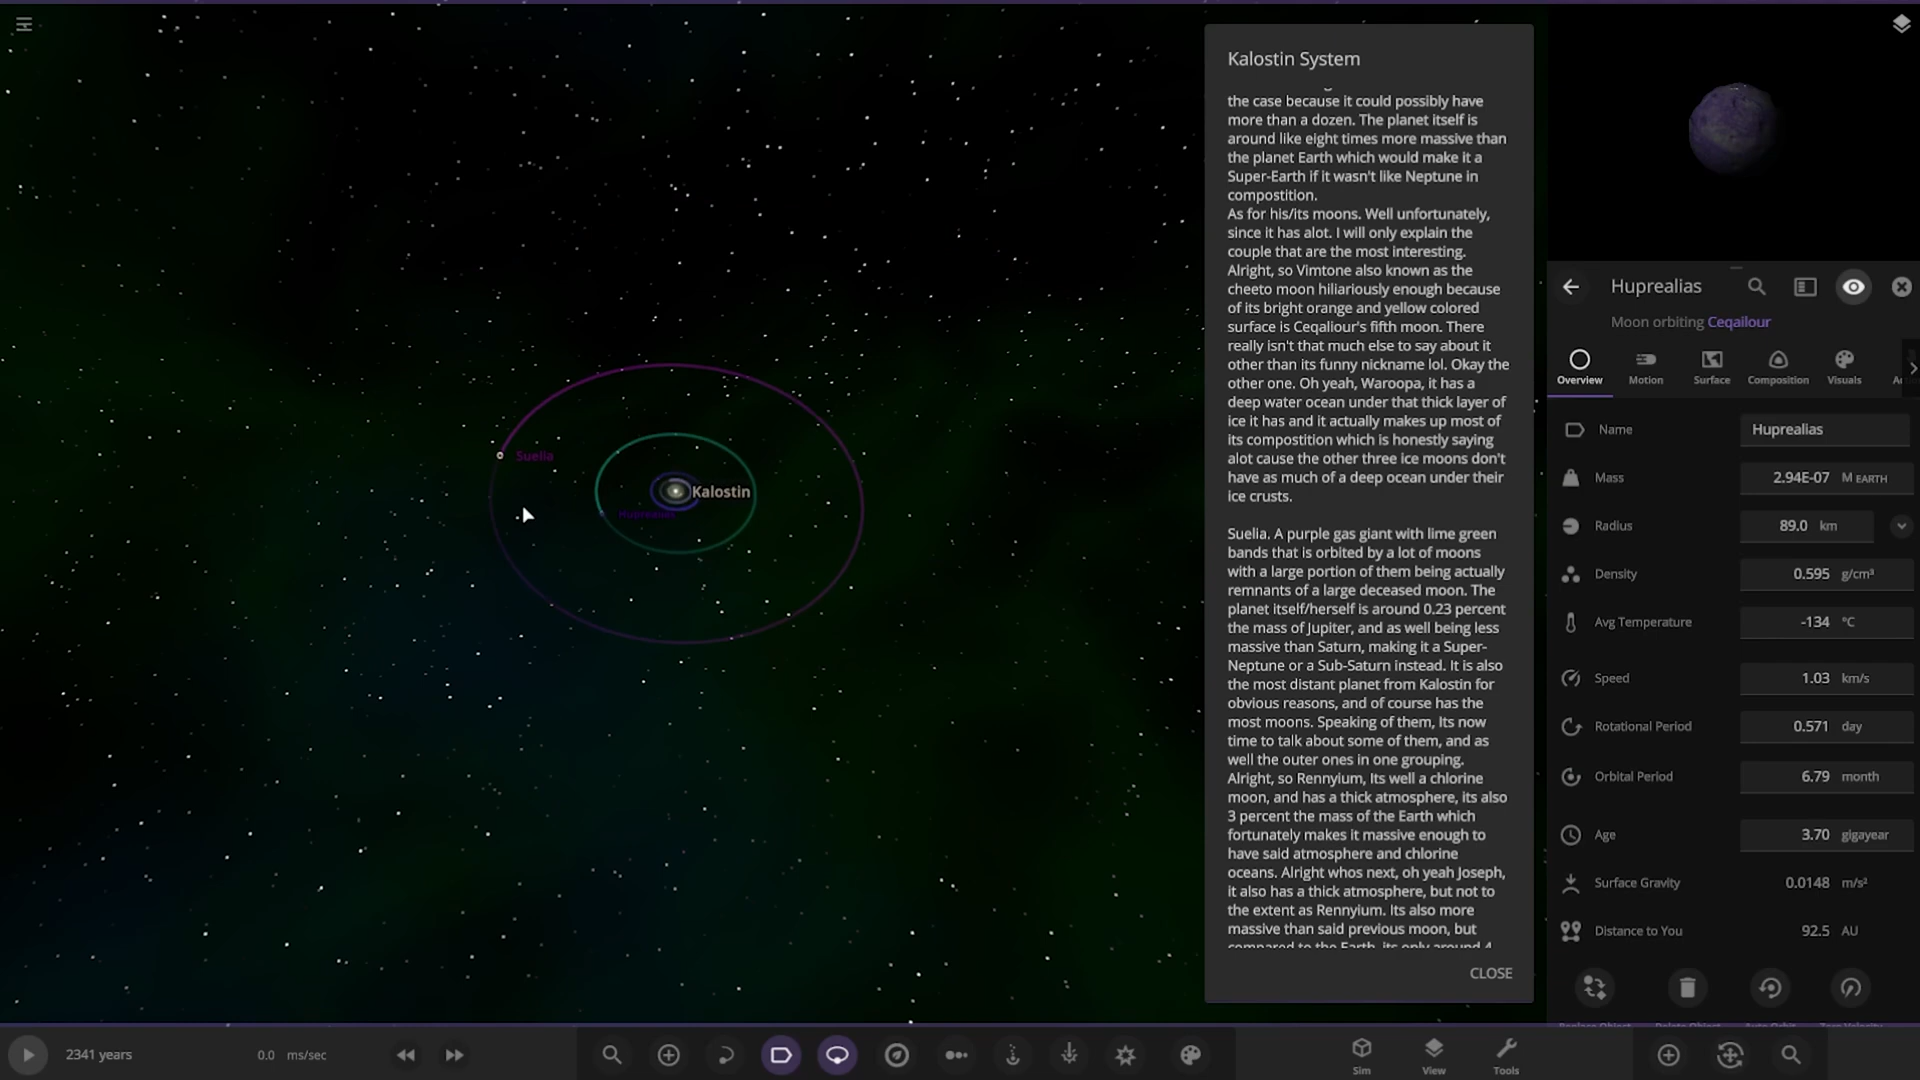 Kalostin System
the case because it could possibly have
more than a dozen. The planet itself is
around like eight times more massive than
the planet Earth which would make it a
Super-Earth if it wasn't like Neptune in
compostition.
As for his/its moons. Well unfortunately,
since it has alot. I will only explain the
couple that are the most interesting.
Alright, so Vimtone also known as the
cheeto moon hiliariously enough because
of its bright orange and yellow colored
surface is Ceqaliour's fifth moon. There
really isn't that much else to say about it
other than its funny nickname lol. Okay the
other one. Oh yeah, Waroopa, it has a
deep water ocean under that thick layer of
ice it has and it actually makes up most of
its compostition which is honestly saying
alot cause the other three ice moons don't
have as much of a deep ocean under their
ice crusts.
Suelia. A purple gas giant with lime green
bands that is orbited by a lot of moons
with a large portion of them being actually
remnants of a large deceased moon. The
planet itself/herself is around 0.23 percent
the mass of Jupiter, and as well being less
massive than Saturn, making it a Super-
Neptune or a Sub-Saturn instead. It is also
the most distant planet from Kalostin for
obvious reasons, and of course has the
most moons. Speaking of them, Its now
time to talk about some of them, and as
well the outer ones in one grouping.
Alright, so Rennyium, Its well a chlorine
moon, and has a thick atmosphere, its also
3 percent the mass of the Earth which
fortunately makes it massive enough to
have said atmosphere and chlorine
oceans. Alright whos next, oh yeah Joseph,
it also has a thick atmosphere, but not to
the extent as Rennyium. Its also more
massive than said previous moon, but
compared to the Earth, its only around 4
CLOSE
Suelia
Kalostin
Huprealias
Huprealias
Moon orbiting Ceqailour
Overview
Motion
Surface
Composition
Visuals
Name Huprealias
Mass 2.94E-07 M EARTH
Radius 89.0 km
Density 0.595 g/cm³
Avg Temperature -134 °C
Speed 1.03 km/s
Rotational Period 0.571 day
Orbital Period 6.79 month
Age 3.70 gigayear
Surface Gravity 0.0148 m/s²
Distance to You 92.5 AU
2341 years
0.0 ms/sec
Sim
View
Tools